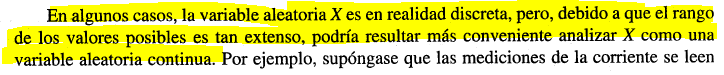 En algunos casos, la variable aleatoria X es en realidad discreta, pero, debido a que el rango
de los valores posibles es tan extenso, podría resultar más conveniente analizar X como una
variable aleatoria continua. Por ejemplo, supóngase que las mediciones de la corriente se leen